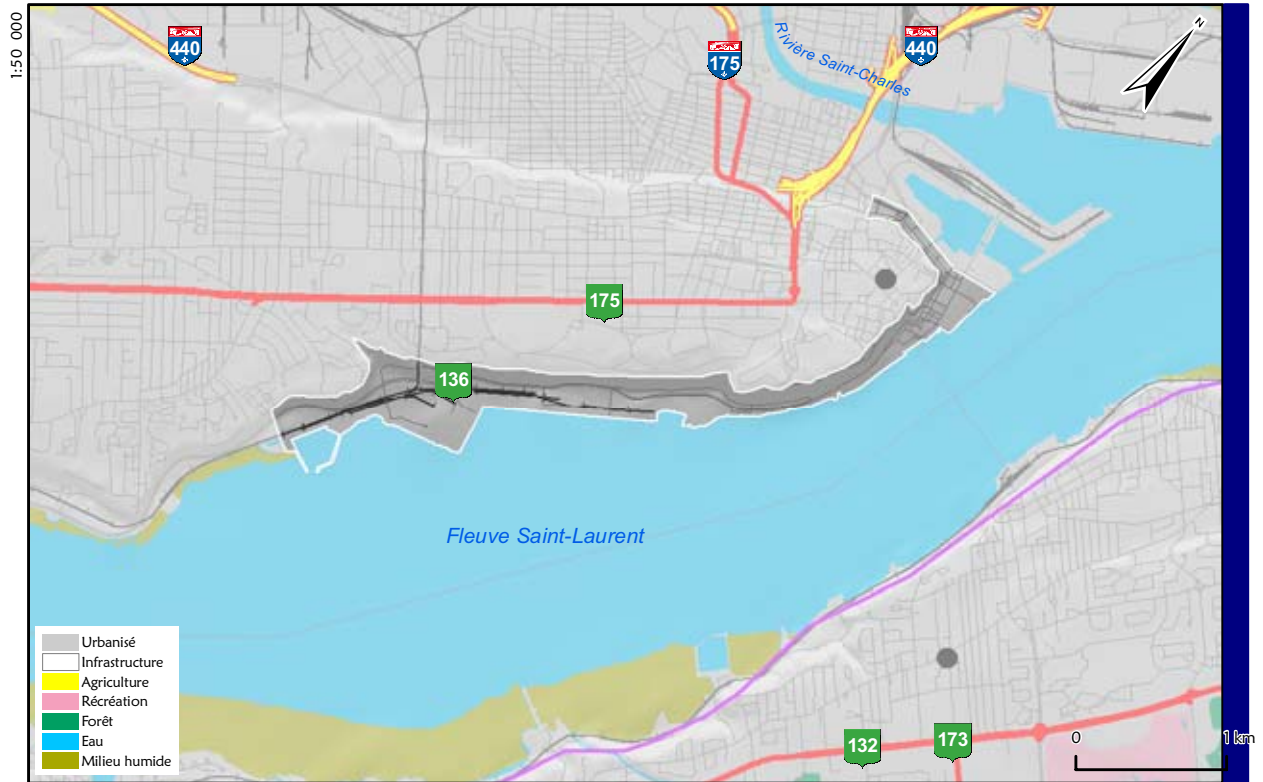 1:50 000
440
175
Rivière Saint-Charles
440
N
175
136
Fleuve Saint-Laurent
Urbanisé
Infrastructure
Agriculture
Récréation
Forêt
Eau
Milieu humide
132
173
0
1 km